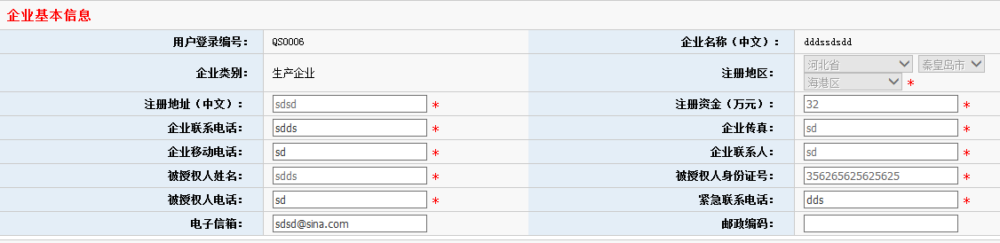 企业基本信息
用户登录编号： QS0006 企业名称（中文）： dddssdsdd
企业类别： 生产企业 注册地区： 河北省 秦皇岛市
海港区 *
注册地址（中文）： sdsd * 注册资金（万元）： 32 *
企业联系电话： sdds * 企业传真： sd *
企业移动电话： sd * 企业联系人： sd *
被授权人姓名： sdds * 被授权人身份证号： 356265625625625 *
被授权人电话： sd * 紧急联系电话： dds *
电子信箱： sdsd@sina.com 邮政编码：